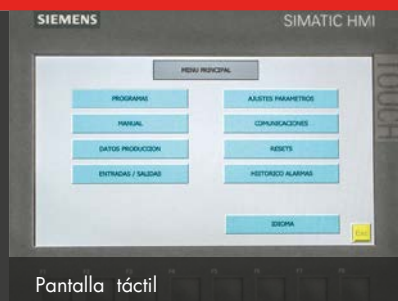 SIEMENS
SIMATIC HMI
TOUCH
MENU PRINCIPAL
PROGRAMAS
AJUSTES PARAMETROS
MANUAL
COMUNICACIONES
DATOS PRODUCCION
RESETS
ENTRADAS / SALIDAS
HISTORICO ALARMAS
IDIOMA
Esc
Pantalla táctil